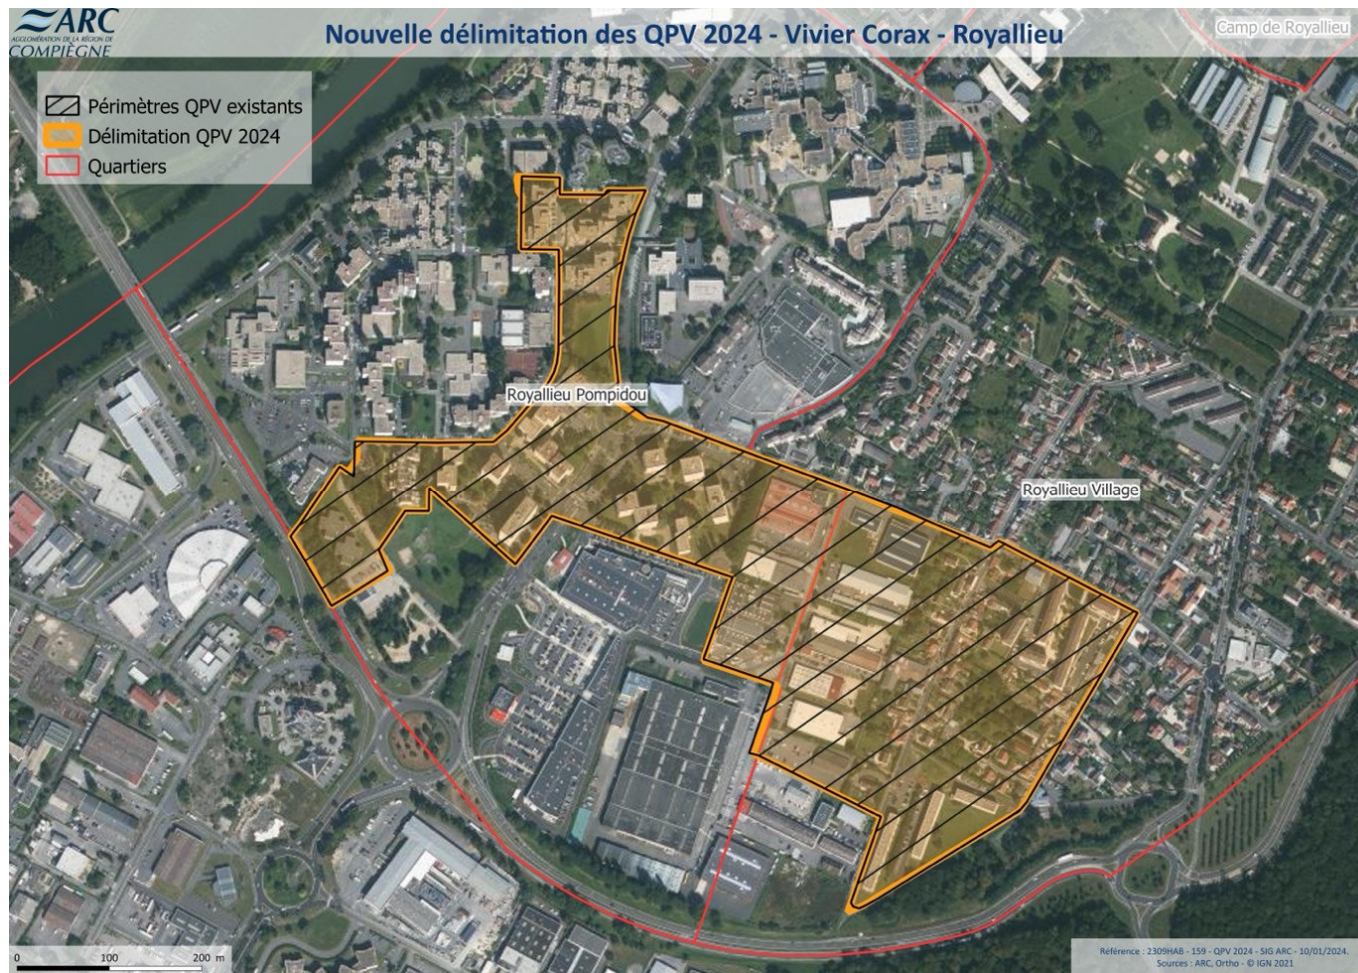 ARC
AGGLOMÉRATION DE LA RÉGION DE
COMPIÈGNE
Nouvelle délimitation des QPV 2024 - Vivier Corax - Royallieu
Camp de Royallieu
Périmètres QPV existants
Délimitation QPV 2024
Quartiers
Royallieu Pompidou
Royallieu Village
0 100 200 m
Référence : 2309HAB - 159 - QPV 2024 - SIG ARC - 10/01/2024.
Sources : ARC, Ortho - © IGN 2021